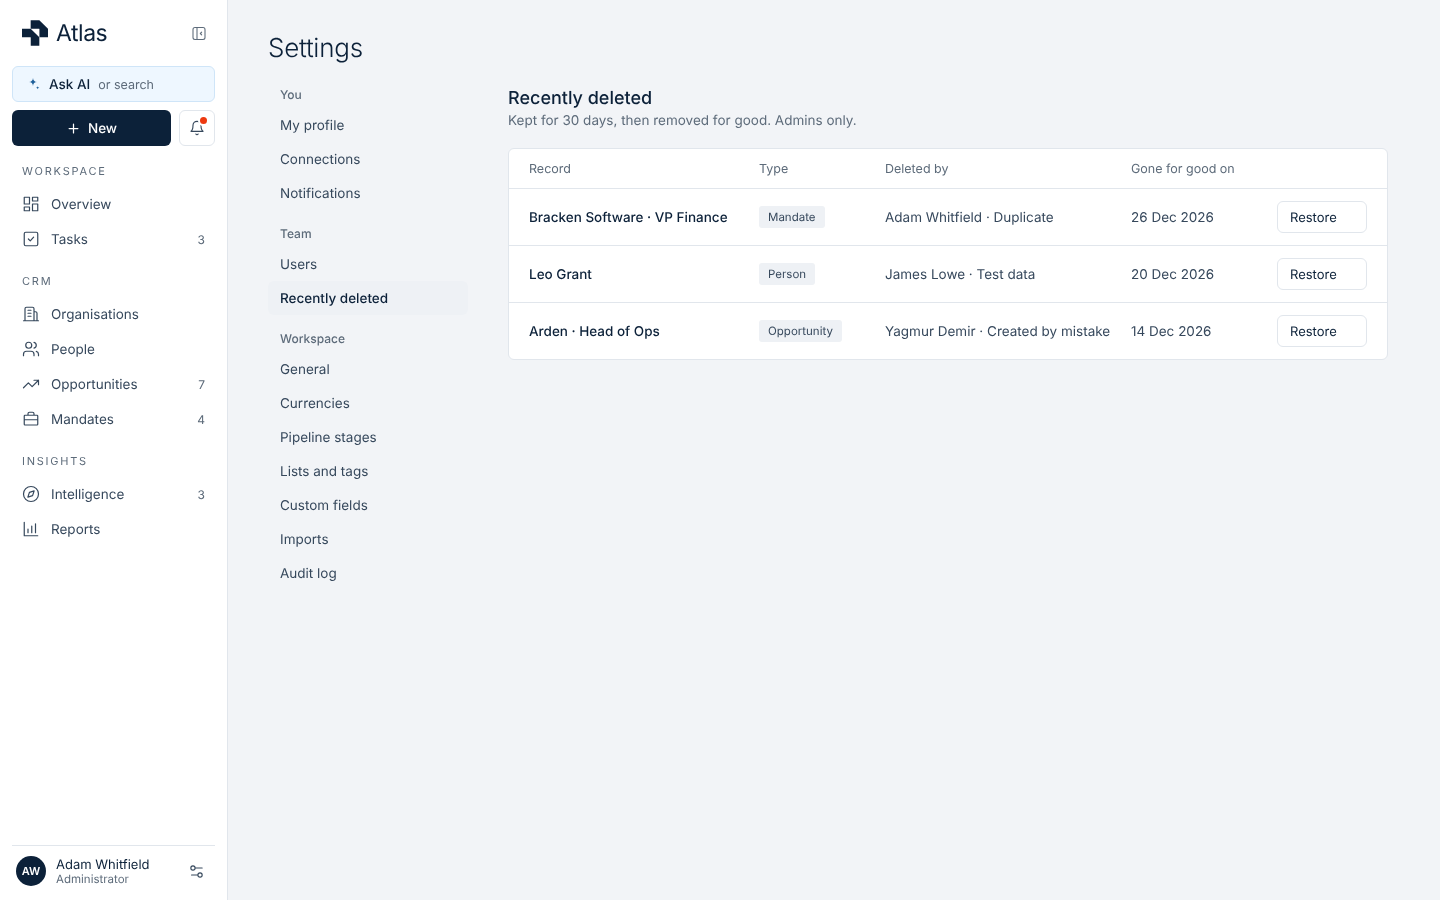 Atlas
Ask AI or search
New
WORKSPACE
Overview
Tasks 3
CRM
Organisations
People
Opportunities 7
Mandates 4
INSIGHTS
Intelligence 3
Reports
AW
Adam Whitfield
Administrator
Settings
You
My profile
Connections
Notifications
Team
Users
Recently deleted
Workspace
General
Currencies
Pipeline stages
Lists and tags
Custom fields
Imports
Audit log
Recently deleted
Kept for 30 days, then removed for good. Admins only.
Record Type Deleted by Gone for good on
Bracken Software · VP Finance Mandate Adam Whitfield · Duplicate 26 Dec 2026 Restore
Leo Grant Person James Lowe · Test data 20 Dec 2026 Restore
Arden · Head of Ops Opportunity Yagmur Demir · Created by mistake 14 Dec 2026 Restore